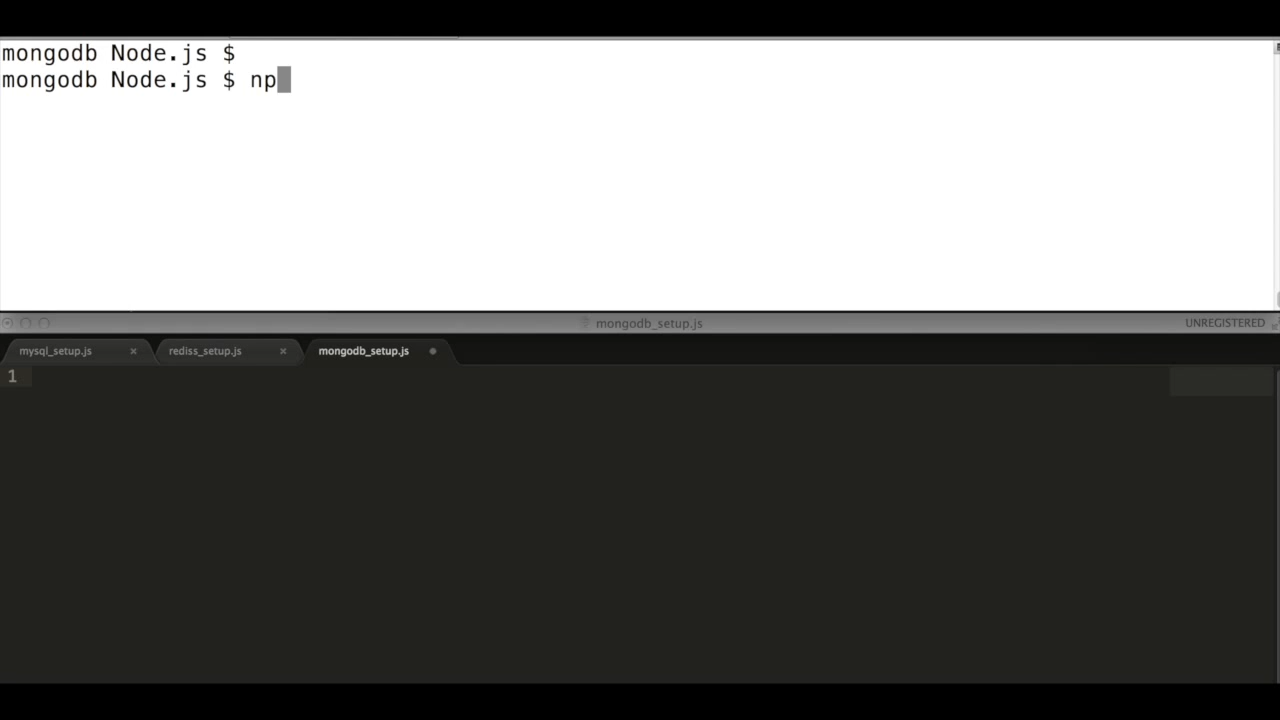 mongodb Node.js $
mongodb Node.js $ np
mongodb_setup.js
UNREGISTERED
mysql_setup.js
rediss_setup.js
mongodb_setup.js
1